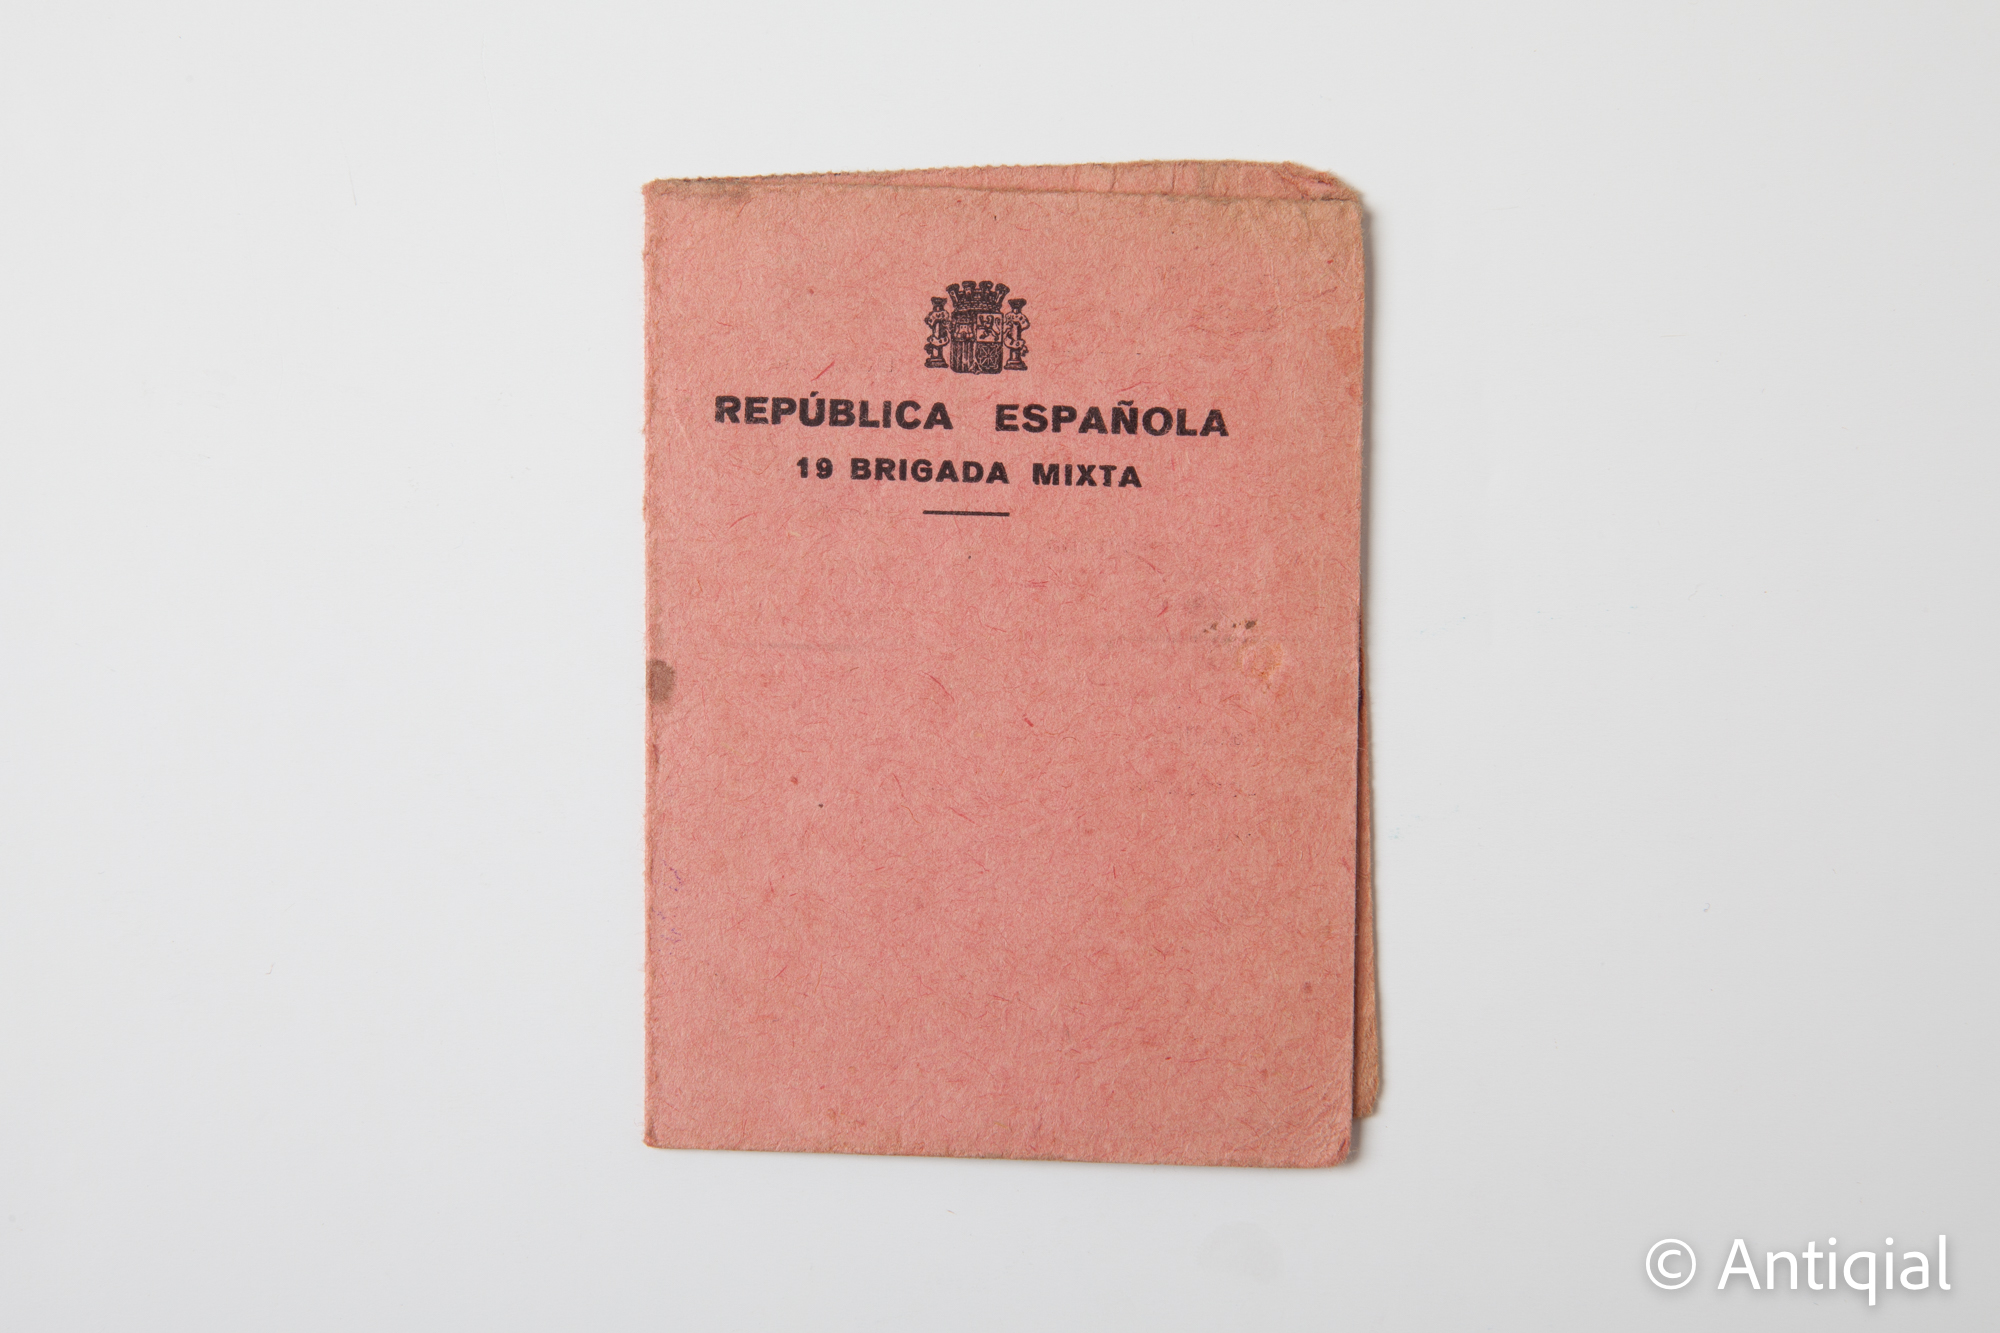 REPÚBLICA ESPAÑOLA
19 BRIGADA MIXTA
© Antiqial